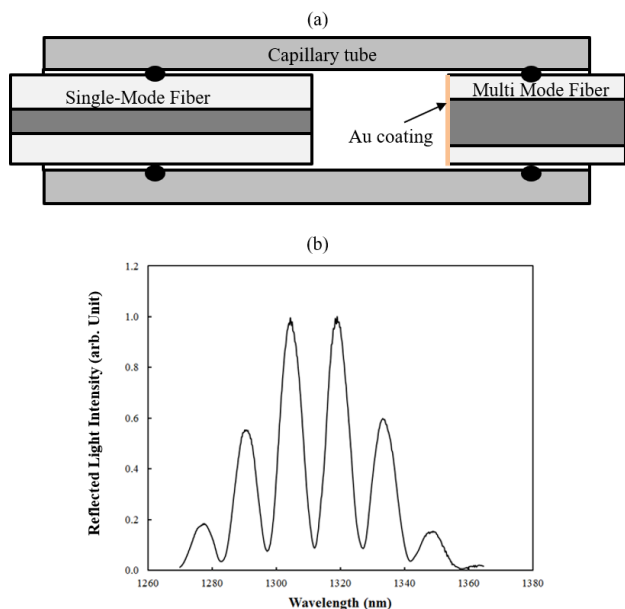 (a)
Capillary tube
Single-Mode Fiber
Multi Mode Fiber
Au coating
(b)
Reflected Light Intensity (arb. Unit)
1.2
1.0
0.8
0.6
0.4
0.2
0.0
1260 1280 1300 1320 1340 1360 1380
Wavelength (nm)